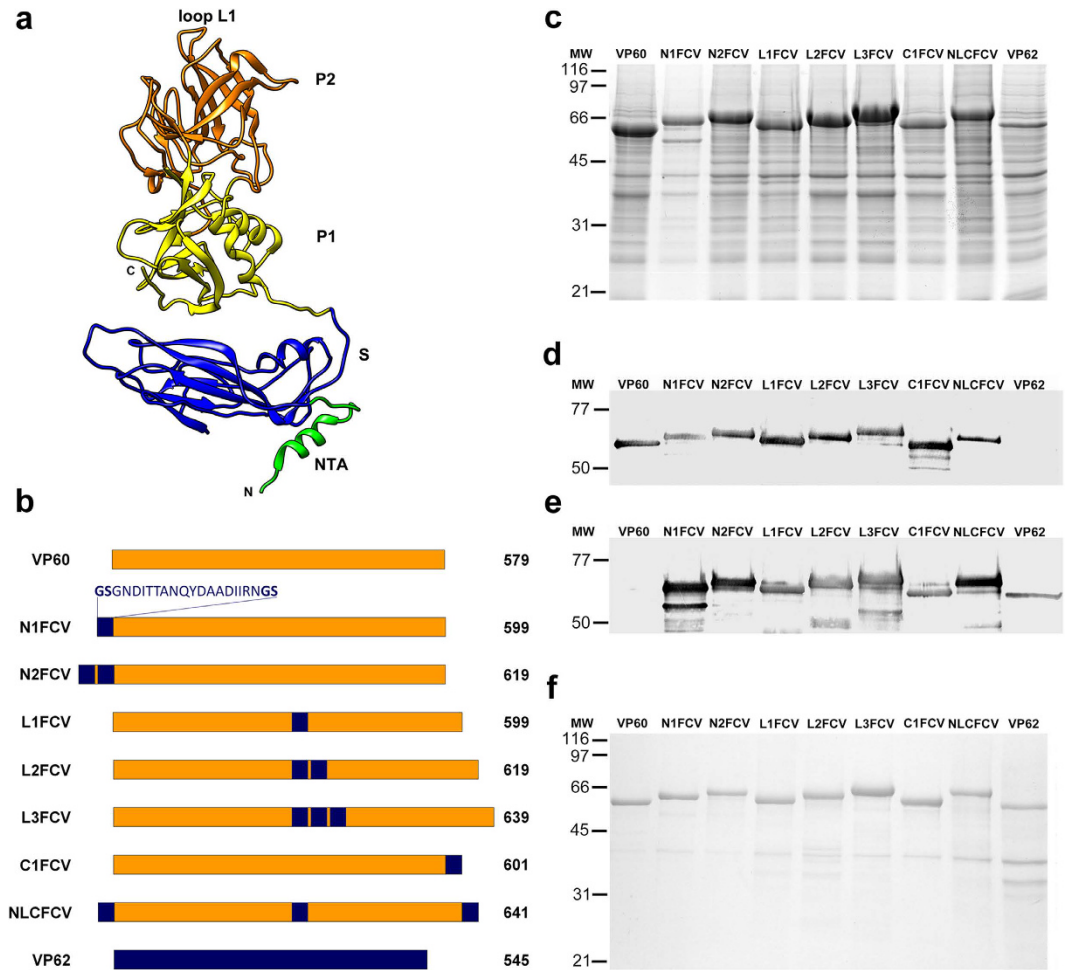 a
loop L1
P2
P1
C
S
NTA
N
b
VP60 579
GSGNDITTANQYDAADIIRNGS
N1FCV 599
N2FCV 619
L1FCV 599
L2FCV 619
L3FCV 639
C1FCV 601
NLCFCV 641
VP62 545
c
MW VP60 N1FCV N2FCV L1FCV L2FCV L3FCV C1FCV NLCFCV VP62
116
97
66
45
31
21
d
MW VP60 N1FCV N2FCV L1FCV L2FCV L3FCV C1FCV NLCFCV VP62
77
50
e
MW VP60 N1FCV N2FCV L1FCV L2FCV L3FCV C1FCV NLCFCV VP62
77
50
f
MW VP60 N1FCV N2FCV L1FCV L2FCV L3FCV C1FCV NLCFCV VP62
116
97
66
45
31
21